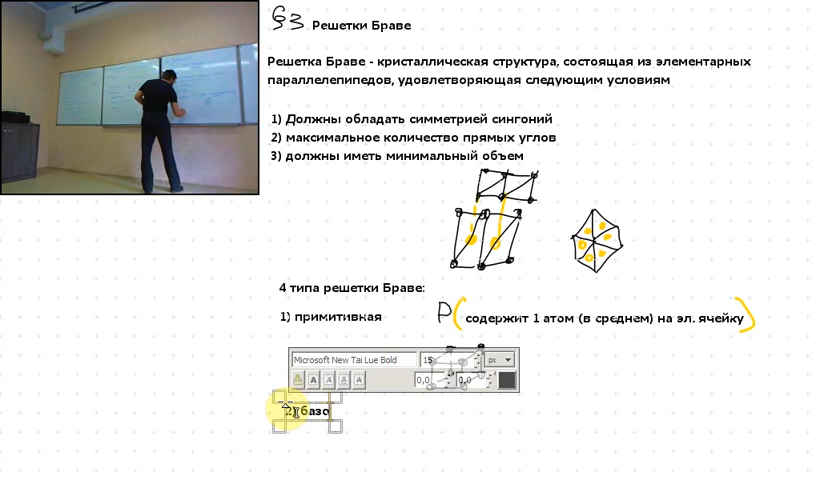 §3 Решетки Браве
Решетка Браве - кристаллическая структура, состоящая из элементарных
параллелепипедов, удовлетворяющая следующим условиям
1) Должны обладать симметрией сингоний
2) максимальное количество прямых углов
3) должны иметь минимальный объем
4 типа решетки Браве:
1) примитивная P (содержит 1 атом (в среднем) на эл. ячейку)
Microsoft New Tai Lue Bold 15 px
A A A A 0,0 0,0
2) базо